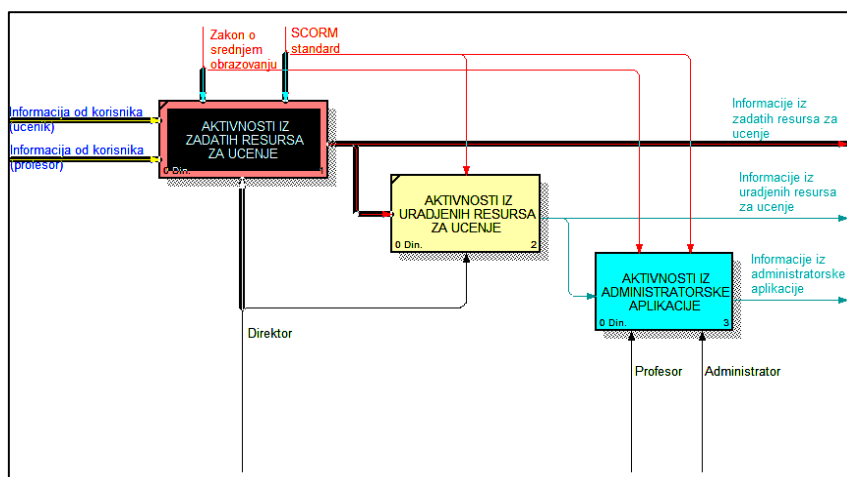 Zakon o
srednjem
obrazovanju
SCORM
standard
Informacija od korisnika
(ucenik)
Informacija od korisnika
(profesor)
AKTIVNOSTI IZ
ZADATIH RESURSA
ZA UCENJE
0 Din.
1
Informacije iz
zadatih resursa za
ucenje
AKTIVNOSTI IZ
URADJENIH RESURSA
ZA UCENJE
0 Din.
2
Informacije iz
uradjenih resursa
za ucenje
AKTIVNOSTI IZ
ADMINISTRATORSKE
APLIKACIJE
0 Din.
3
Informacije iz
administratorske
aplikacije
Direktor
Profesor
Administrator